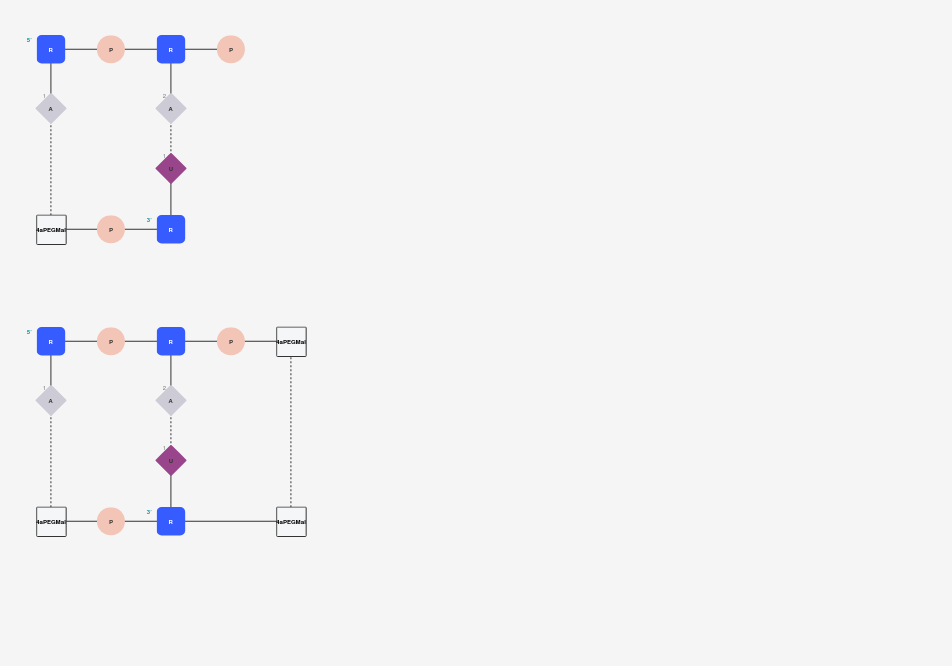 5'
R P R P
1 2
A A
1
U
3'
4aPEGMal P R
5'
R P R P 4aPEGMal
1 2
A A
1
U
3'
4aPEGMal P R 4aPEGMal